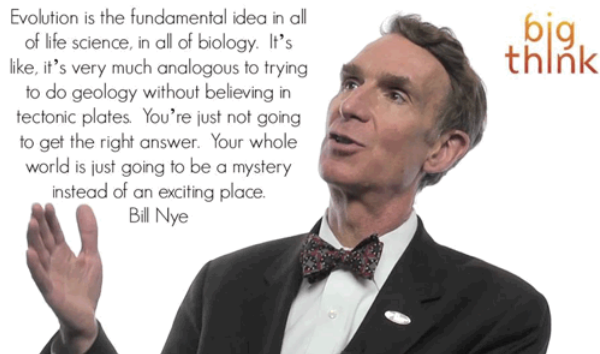 Evolution is the fundamental idea in all
of life science, in all of biology. It's
like, it's very much analogous to trying
to do geology without believing in
tectonic plates. You're just not going
to get the right answer. Your whole
world is just going to be a mystery
instead of an exciting place.
Bill Nye
big
think